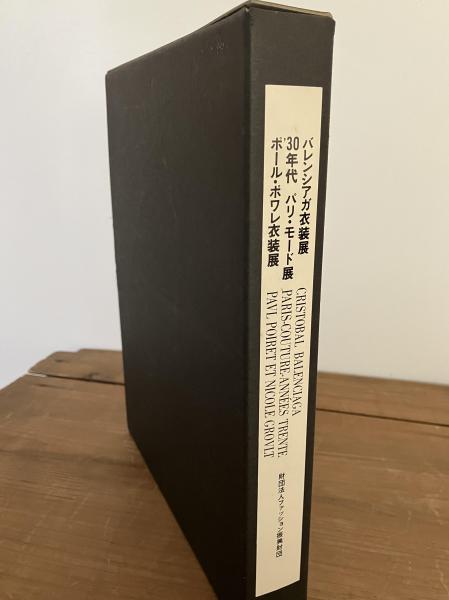 バレンシアガ衣装展
'30年代 パリ・モード展
ポール・ポワレ衣装展
CRISTOBAL BALENCIAGA
PARIS-COUTURE-ANNÉES TRENTE
PAVL POIRET ET NICOLE GROVLT
財団法人ファッション振興財団